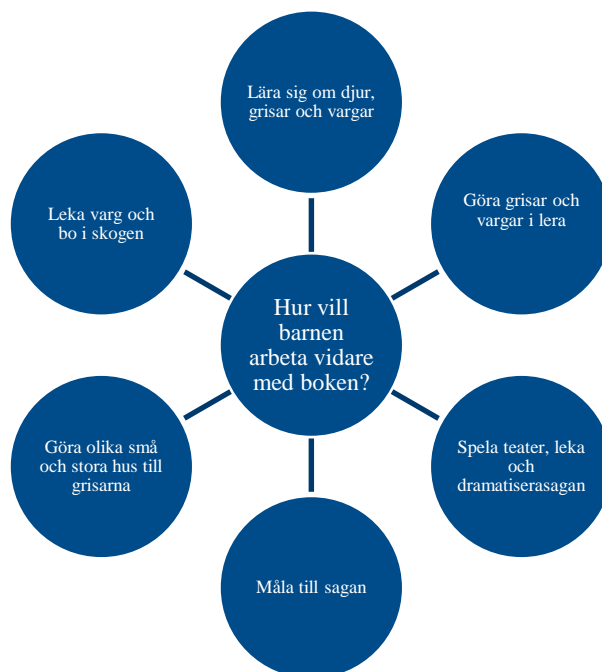 Lära sig om djur,
grisar och vargar
Leka varg och
bo i skogen
Göra grisar och
vargar i lera
Hur vill
barnen
arbeta vidare
med boken?
Göra olika små
och stora hus till
grisarna
Spela teater, leka
och
dramatiserasagan
Måla till sagan